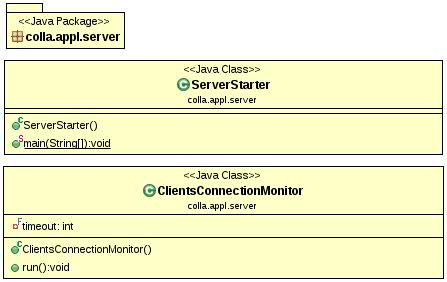 <<Java Package>>
colla.appl.server
<<Java Class>>
ServerStarter
colla.appl.server
ServerStarter()
main(String[]):void
<<Java Class>>
ClientsConnectionMonitor
colla.appl.server
timeout: int
ClientsConnectionMonitor()
run():void